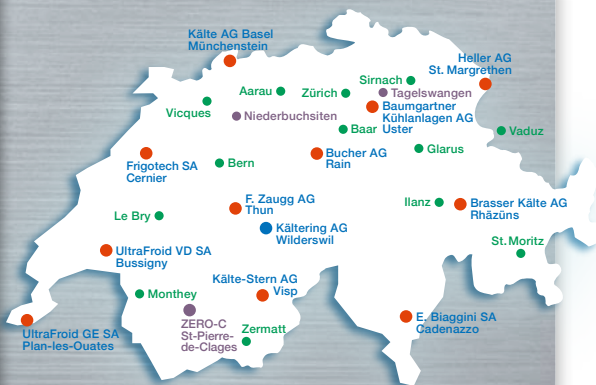 Kälte AG Basel
Münchenstein
Heller AG
St. Margrethen
Sirnach
Aarau
Zürich
Tagelswangen
Vicques
Niederbuchsiten
Baumgartner
Kühlanlagen AG
Uster
Baar
Vaduz
Glarus
Frigotech SA
Cernier
Bern
Bucher AG
Rain
F. Zaugg AG
Thun
Ilanz
Brasser Kälte AG
Rhäzüns
Le Bry
Kältering AG
Wilderswil
St. Moritz
UltraFroid VD SA
Bussigny
Kälte-Stern AG
Visp
Monthey
ZERO-C
St-Pierre-
de-Clages
Zermatt
E. Biaggini SA
Cadenazzo
UltraFroid GE SA
Plan-les-Ouates